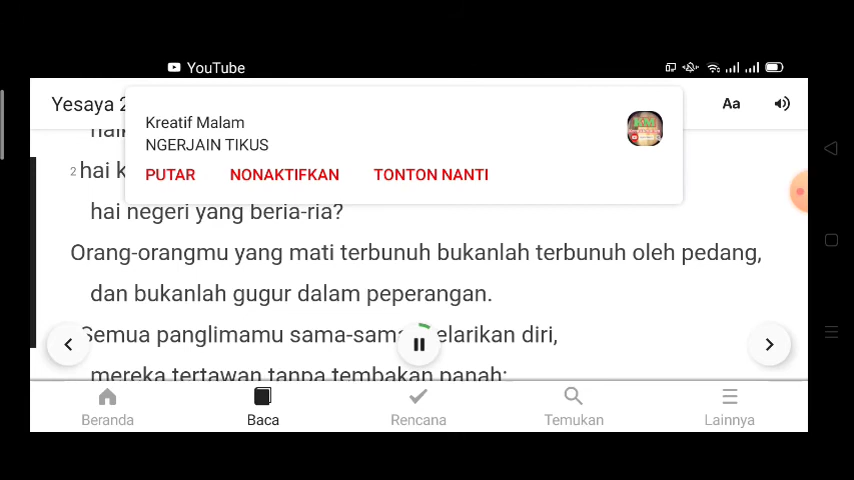 YouTube
Yesaya 2
Aa
Kreatif Malam
NGERJAIN TIKUS
PUTAR NONAKTIFKAN TONTON NANTI
2 hai
hai negeri yang beria-ria?
Orang-orangmu yang mati terbunuh bukanlah terbunuh oleh pedang,
dan bukanlah gugur dalam peperangan.
Semua panglimamu sama-sama elarikan diri,
mereka tertawan tanpa tembakan panah;
Beranda Baca Rencana Temukan Lainnya